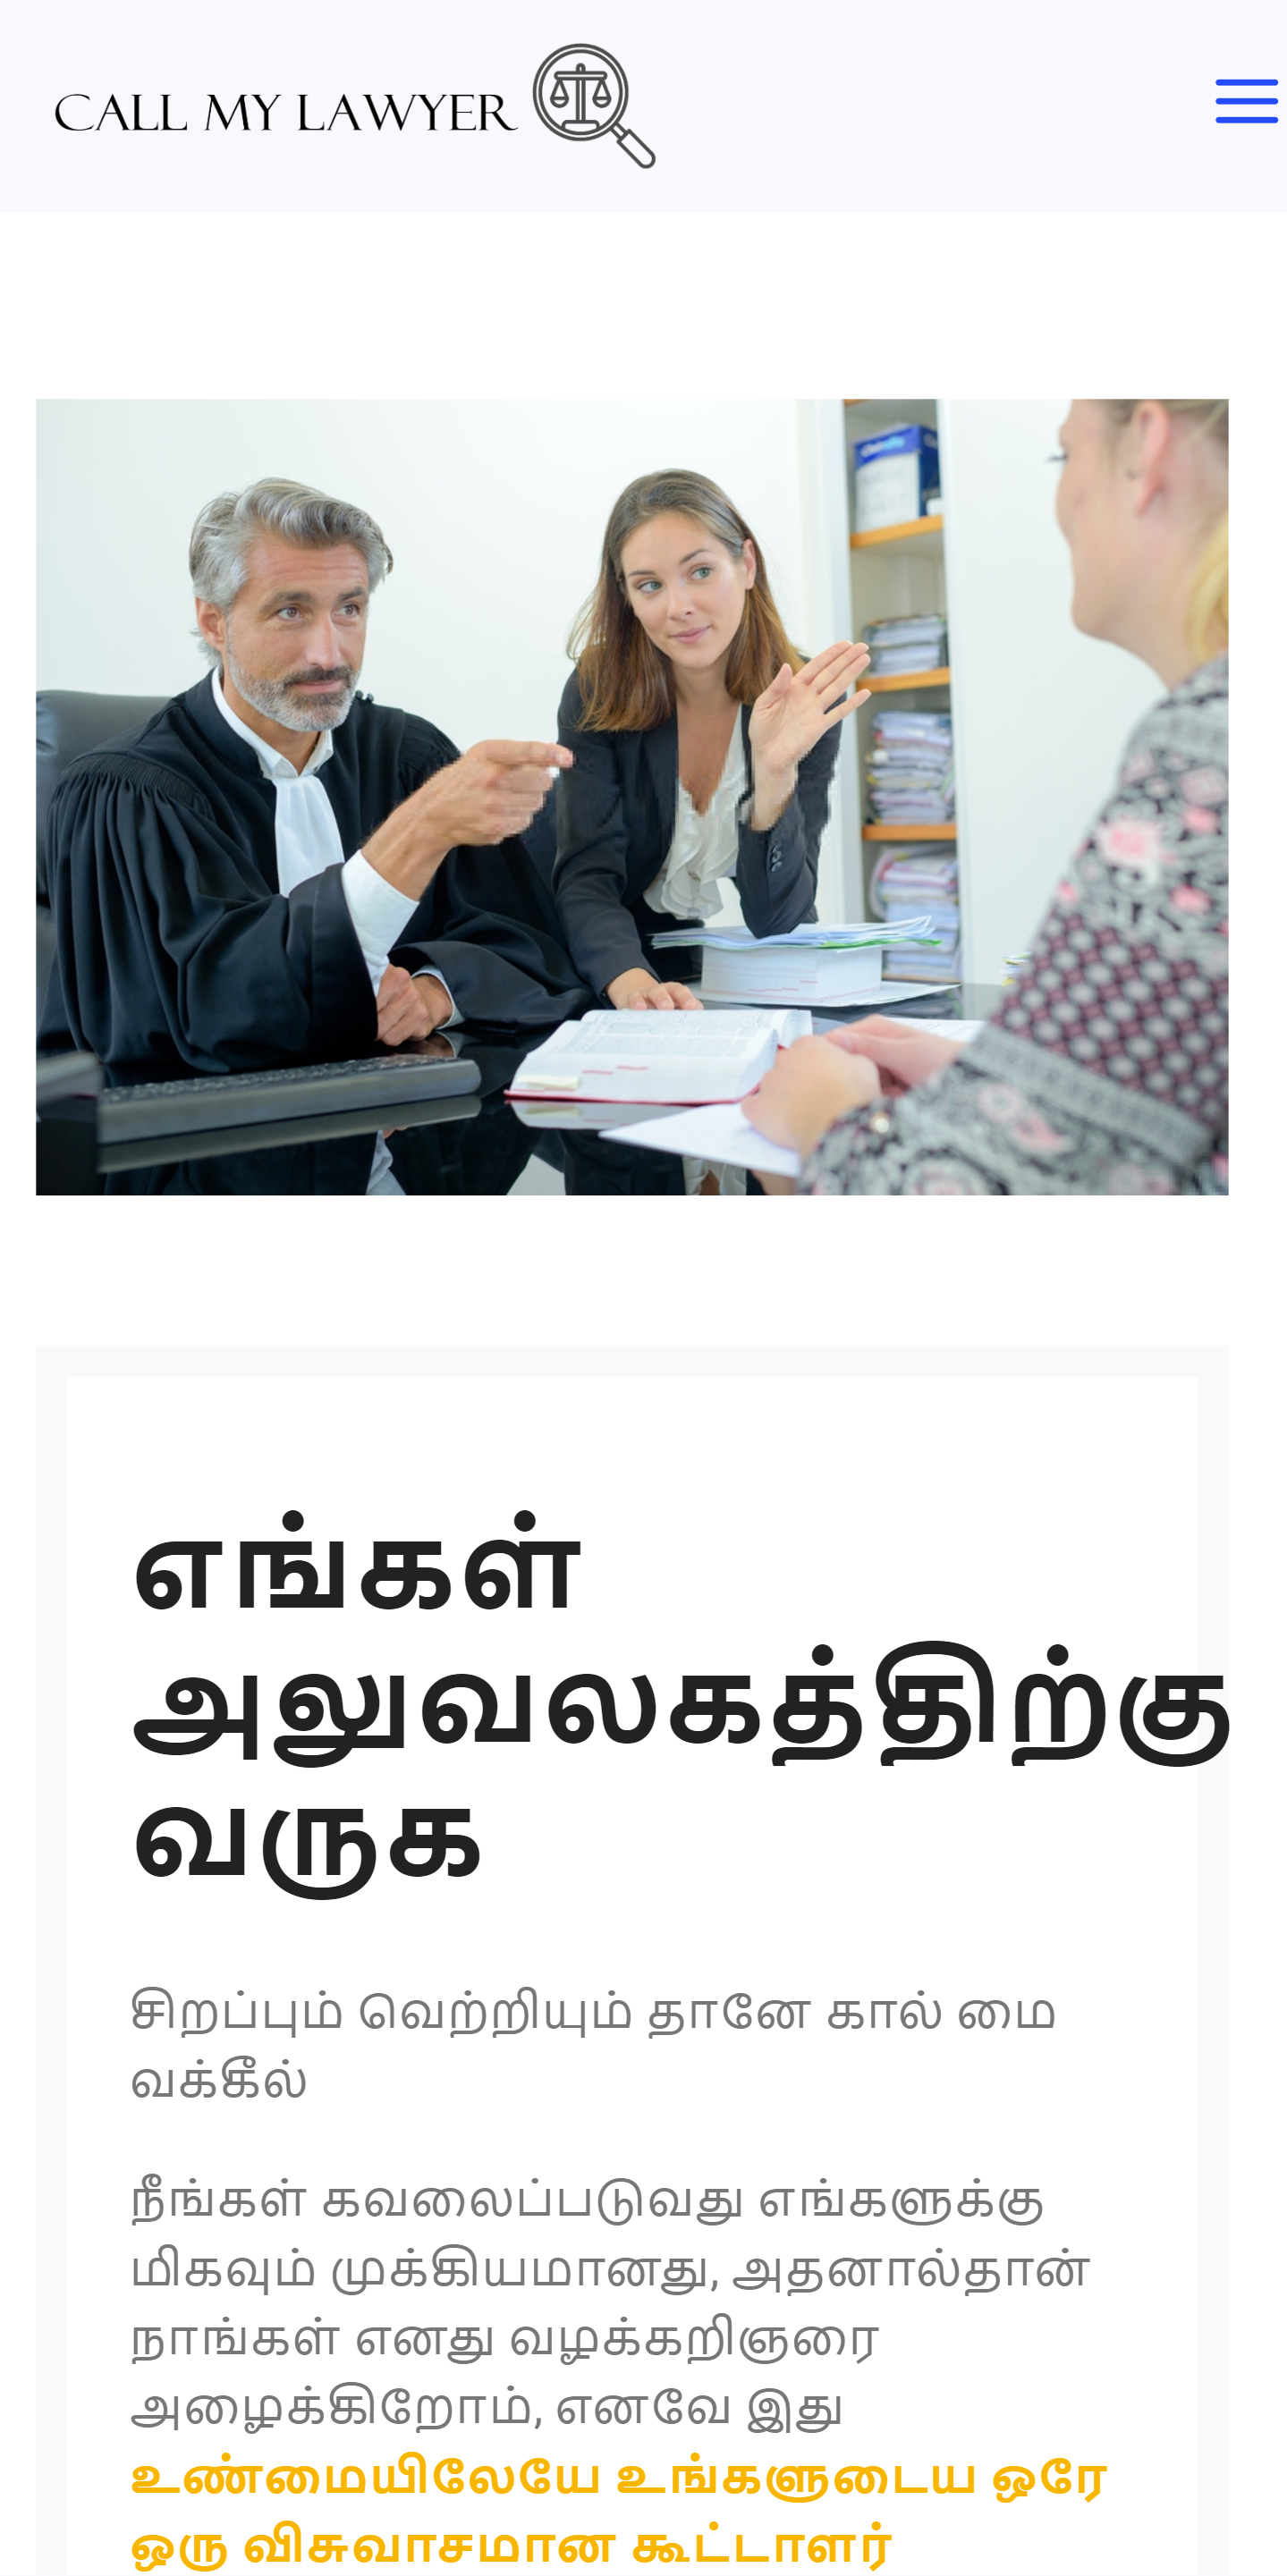 CALL MY LAWYER
எங்கள்
அலுவலகத்திற்கு
வருக
சிறப்பும் வெற்றியும் தானே கால் மை
வக்கீல்
நீங்கள் கவலைப்படுவது எங்களுக்கு
மிகவும் முக்கியமானது, அதனால்தான்
நாங்கள் எனது வழக்கறிஞரை
அழைக்கிறோம், எனவே இது
உண்மையிலேயே உங்களுடைய ஒரே
ஒரு விசுவாசமான கூட்டாளர்